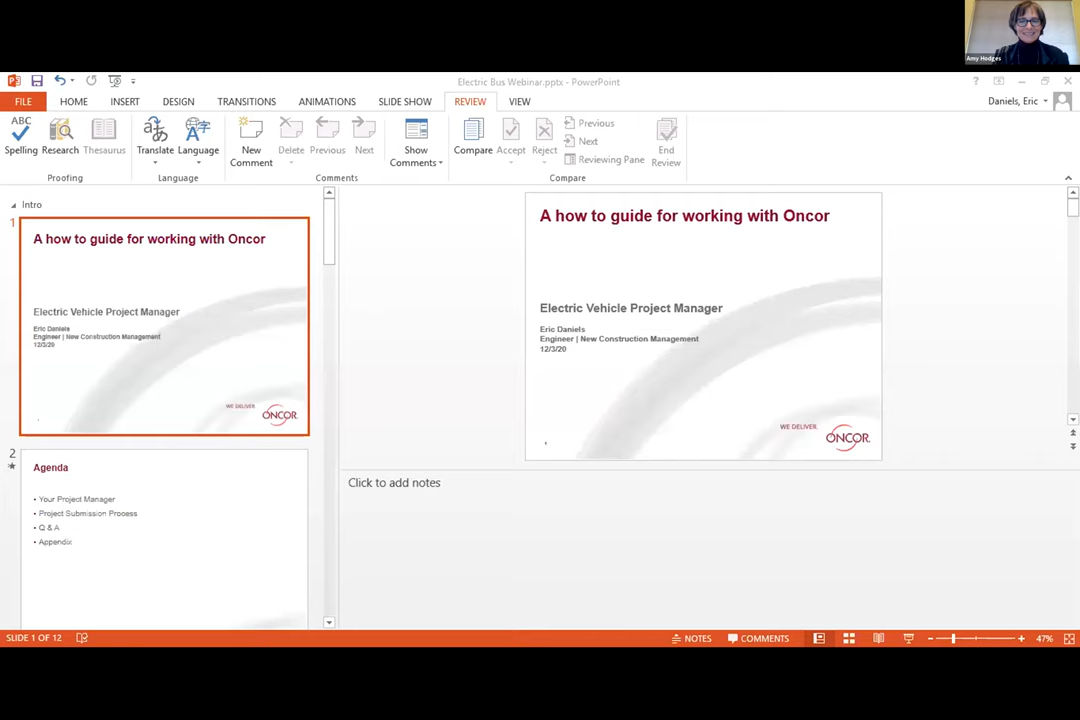 Amy Hodges
Electric Bus Webinar.pptx - PowerPoint
FILE HOME INSERT DESIGN TRANSITIONS ANIMATIONS SLIDE SHOW REVIEW VIEW
Daniels, Eric
ABC
Spelling Research Thesaurus
Proofing
Translate Language
Language
New Comment Delete Previous Next
Show Comments
Comments
Compare Accept Reject
Previous
Next
Reviewing Pane
End Review
Compare
Intro
1
A how to guide for working with Oncor
Electric Vehicle Project Manager
Eric Daniels
Engineer | New Construction Management
12/3/20
WE DELIVER
ONCOR
2
Agenda
• Your Project Manager
• Project Submission Process
• Q & A
• Appendix
A how to guide for working with Oncor
Electric Vehicle Project Manager
Eric Daniels
Engineer | New Construction Management
12/3/20
WE DELIVER
ONCOR
Click to add notes
SLIDE 1 OF 12
NOTES COMMENTS 47%